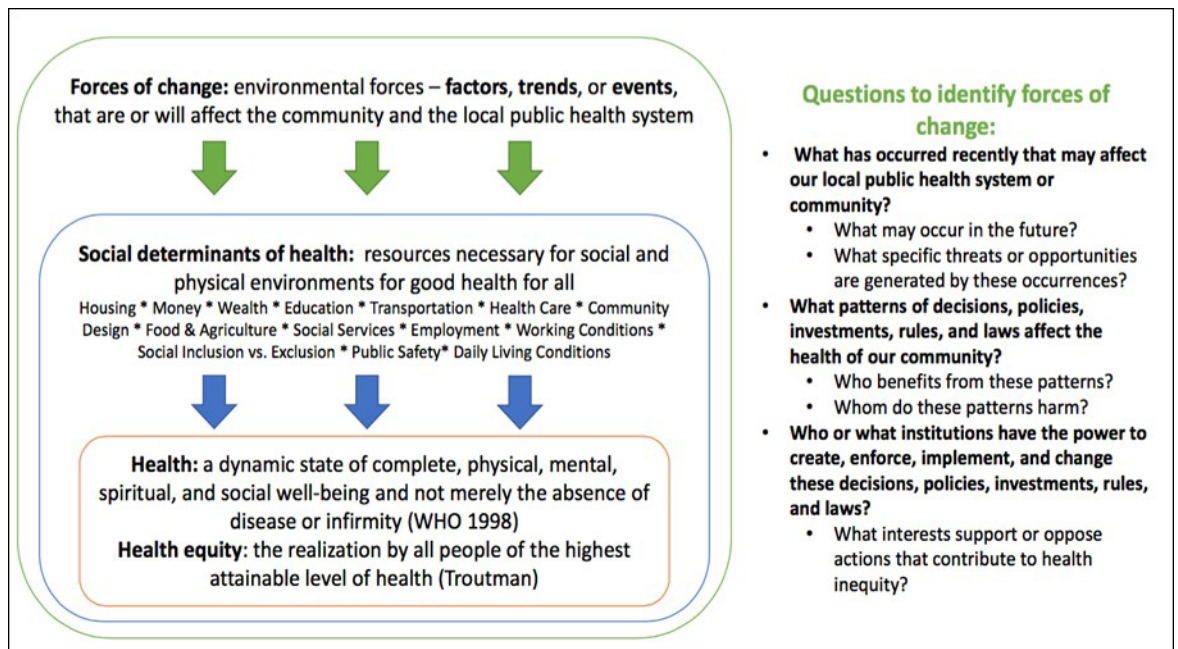 Forces of change: environmental forces – factors, trends, or events,
that are or will affect the community and the local public health system
Social determinants of health: resources necessary for social and
physical environments for good health for all
Housing * Money * Wealth * Education * Transportation * Health Care * Community
Design * Food & Agriculture * Social Services * Employment * Working Conditions *
Social Inclusion vs. Exclusion * Public Safety* Daily Living Conditions
Health: a dynamic state of complete, physical, mental,
spiritual, and social well-being and not merely the absence of
disease or infirmity (WHO 1998)
Health equity: the realization by all people of the highest
attainable level of health (Troutman)
Questions to identify forces of
change:
• What has occurred recently that may affect
our local public health system or
community?
• What may occur in the future?
• What specific threats or opportunities
are generated by these occurrences?
• What patterns of decisions, policies,
investments, rules, and laws affect the
health of our community?
• Who benefits from these patterns?
• Whom do these patterns harm?
• Who or what institutions have the power to
create, enforce, implement, and change
these decisions, policies, investments, rules,
and laws?
• What interests support or oppose
actions that contribute to health
inequity?